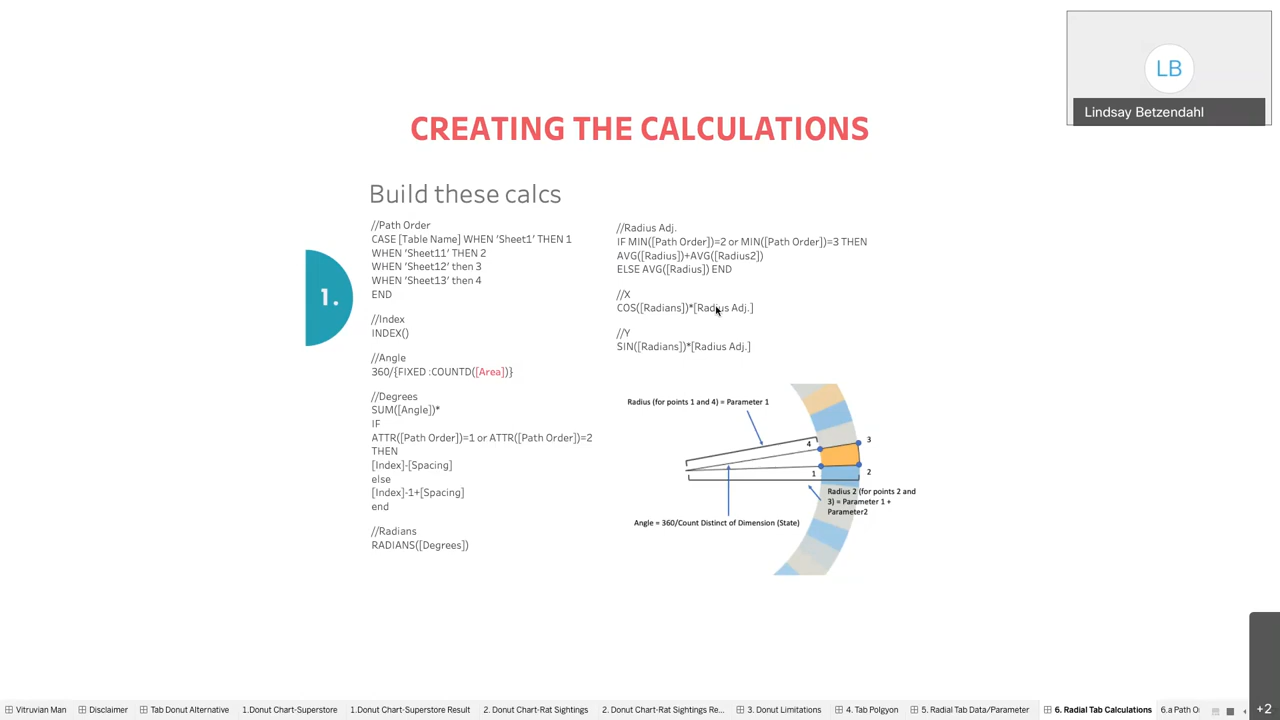 LB
Lindsay Betzendahl
CREATING THE CALCULATIONS
Build these calcs
1.
//Path Order
CASE [Table Name] WHEN 'Sheet1' THEN 1
WHEN 'Sheet11' THEN 2
WHEN 'Sheet12' then 3
WHEN 'Sheet13' then 4
END
//Index
INDEX()
//Angle
360/{FIXED :COUNTD([Area])}
//Degrees
SUM([Angle])*
IF
ATTR([Path Order])=1 or ATTR([Path Order])=2
THEN
[Index]-[Spacing]
else
[Index]-1+[Spacing]
end
//Radians
RADIANS([Degrees])
//Radius Adj.
IF MIN([Path Order])=2 or MIN([Path Order])=3 THEN
AVG([Radius])+AVG([Radius2])
ELSE AVG([Radius]) END
//X
COS([Radians])*[Radius Adj.]
//Y
SIN([Radians])*[Radius Adj.]
Radius (for points 1 and 4) = Parameter 1
4
3
1
2
Radius 2 (for points 2 and
3) = Parameter 1 +
Parameter2
Angle = 360/Count Distinct of Dimension (State)
Vitruvian Man
Disclaimer
Tab Donut Alternative
1.Donut Chart-Superstore
1.Donut Chart-Superstore Result
2. Donut Chart-Rat Sightings
2. Donut Chart-Rat Sightings Re...
3. Donut Limitations
4. Tab Polygon
5. Radial Tab Data/Parameter
6. Radial Tab Calculations
6.a Path O
+2